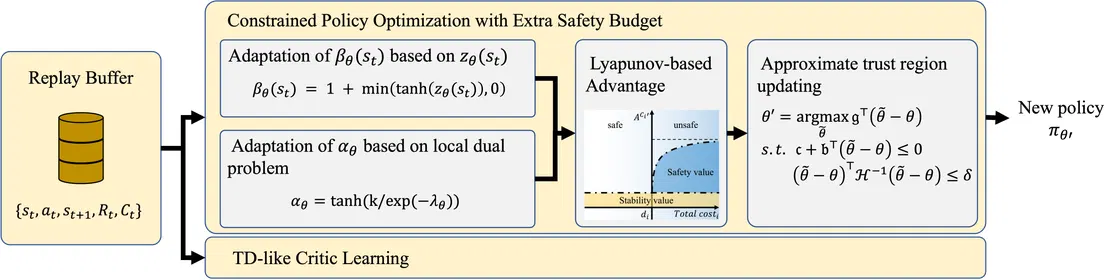 Constrained Policy Optimization with Extra Safety Budget
Replay Buffer
{s_t, a_t, s_{t+1}, R_t, C_t}
Adaptation of β_θ(s_t) based on z_θ(s_t)
β_θ(s_t) = 1 + min(tanh(z_θ(s_t)), 0)
Adaptation of α_θ based on local dual
problem
α_θ = tanh(k/exp(−λ_θ))
Lyapunov-based
Advantage
A^{C_i'}
safe
unsafe
Safety value
Stability value
d_i
Total cost_i
Approximate trust region
updating
θ′ = argmax 𝔤^⊤(θ̃ − θ)
θ̃
s.t. 𝔠 + 𝔟^⊤(θ̃ − θ) ≤ 0
(θ̃ − θ)^⊤ ℋ^{−1}(θ̃ − θ) ≤ δ
New policy
π_{θ′}
TD-like Critic Learning